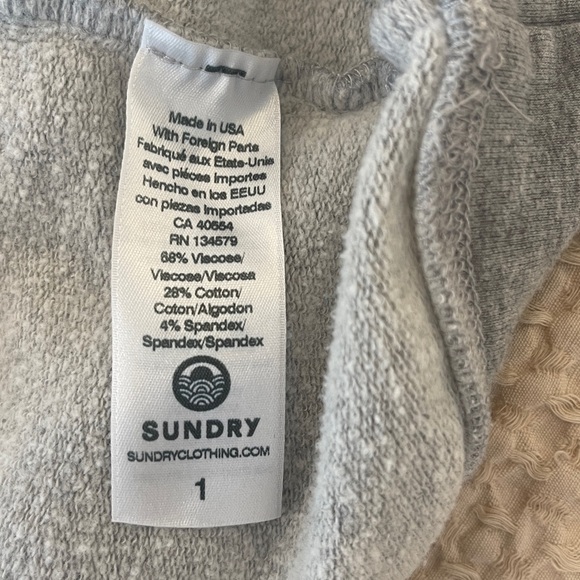 Made in USA
With Foreign Parts
Fabriqué aux Etats-Unis
avec pièces importes
Hencho en los EEUU
con piezas importadas
CA 40554
RN 134579
68% Viscose/
Viscose/Viscosa
28% Cotton/
Coton/Algodon
4% Spandex/
Spandex/Spandex
SUNDRY
SUNDRYCLOTHING.COM
1